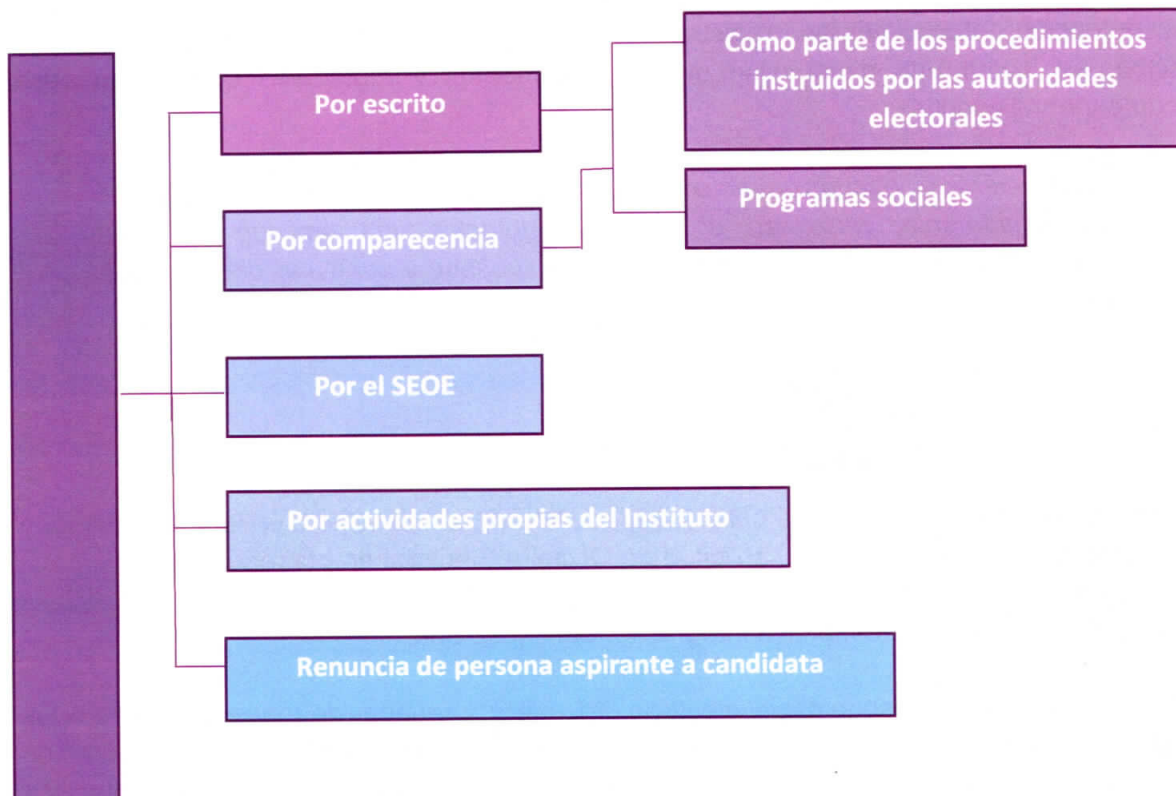 Por escrito
Como parte de los procedimientos
instruidos por las autoridades
electorales
Por comparecencia
Programas sociales
Por el SEOE
Por actividades propias del Instituto
Renuncia de persona aspirante a candidata